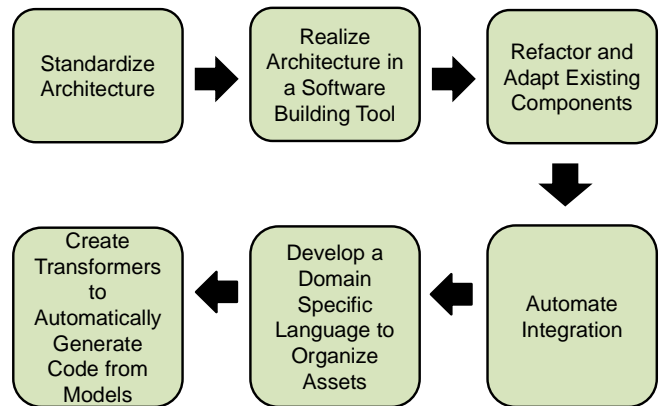 Standardize
Architecture
Realize
Architecture in
a Software
Building Tool
Refactor and
Adapt Existing
Components
Automate
Integration
Develop a
Domain
Specific
Language to
Organize
Assets
Create
Transformers
to
Automatically
Generate
Code from
Models